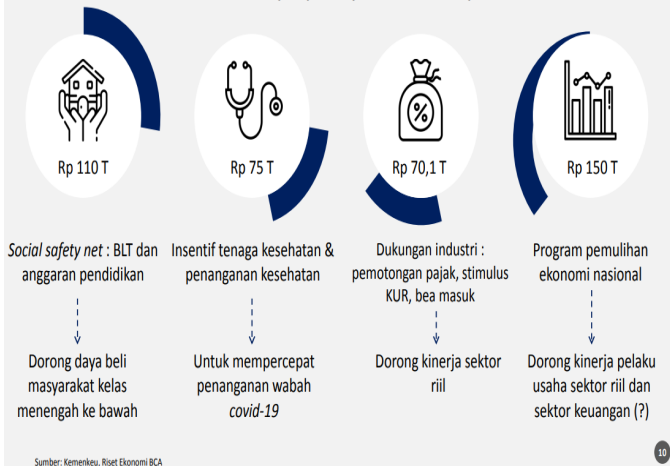 Rp 110 T
Rp 75 T
Rp 70,1 T
%
Rp 150 T
Social safety net : BLT dan
anggaran pendidikan
Insentif tenaga kesehatan &
penanganan kesehatan
Dukungan industri :
pemotongan pajak, stimulus
KUR, bea masuk
Program pemulihan
ekonomi nasional
Dorong daya beli
masyarakat kelas
menengah ke bawah
Untuk mempercepat
penanganan wabah
covid-19
Dorong kinerja sektor
riil
Dorong kinerja pelaku
usaha sektor riil dan
sektor keuangan (?)
Sumber: Kemenkeu, Riset Ekonomi BCA
10